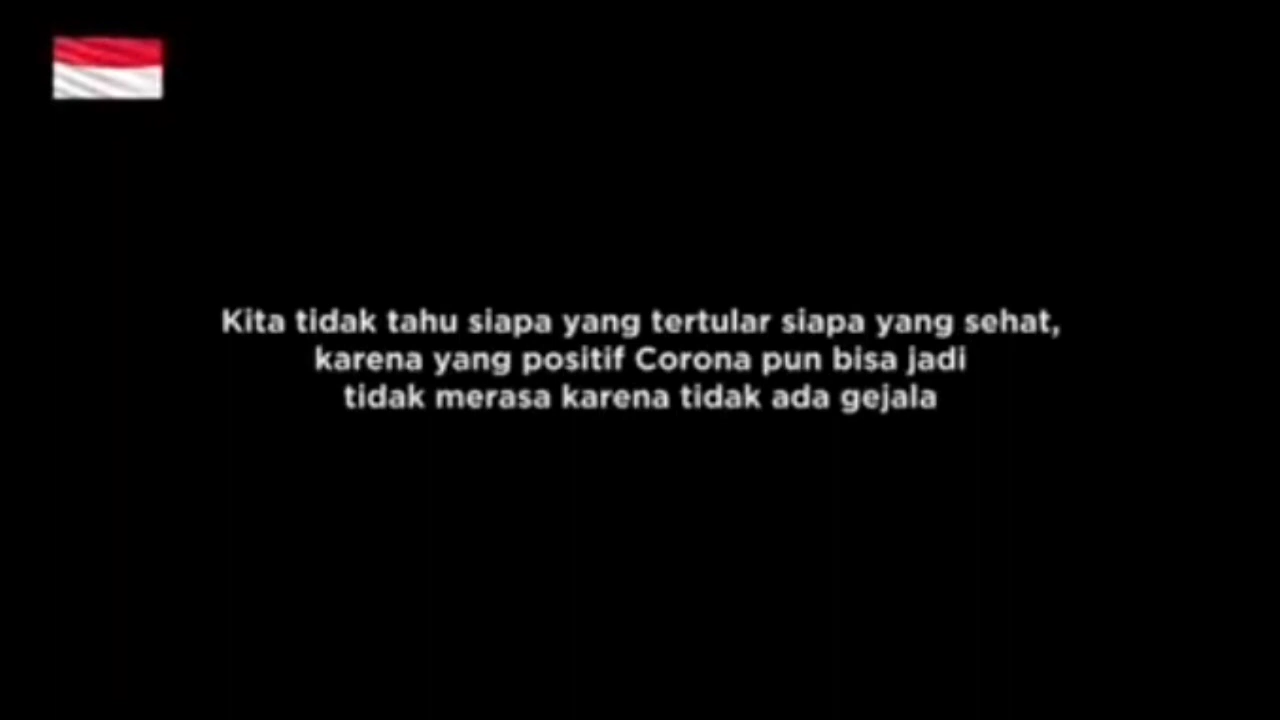 Kita tidak tahu siapa yang tertular siapa yang sehat,
karena yang positif Corona pun bisa jadi
tidak merasa karena tidak ada gejala